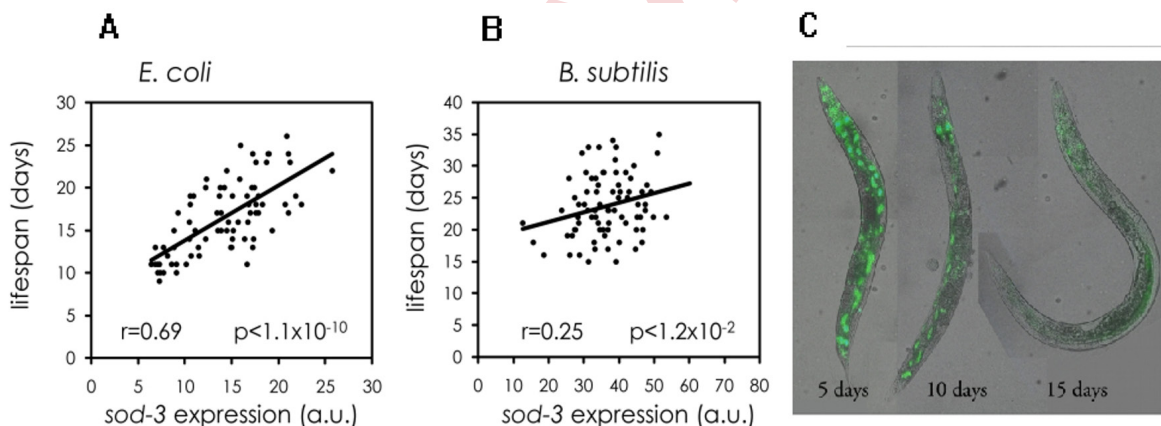 A
E. coli
lifespan (days)
30
25
20
15
10
5
0
r=0.69
p<1.1x10⁻¹⁰
0
5
10
15
20
25
30
sod-3 expression (a.u.)
B
B. subtilis
lifespan (days)
40
35
30
25
20
15
10
5
0
r=0.25
p<1.2x10⁻²
0
10
20
30
40
50
60
70
80
sod-3 expression (a.u.)
C
5 days
10 days
15 days